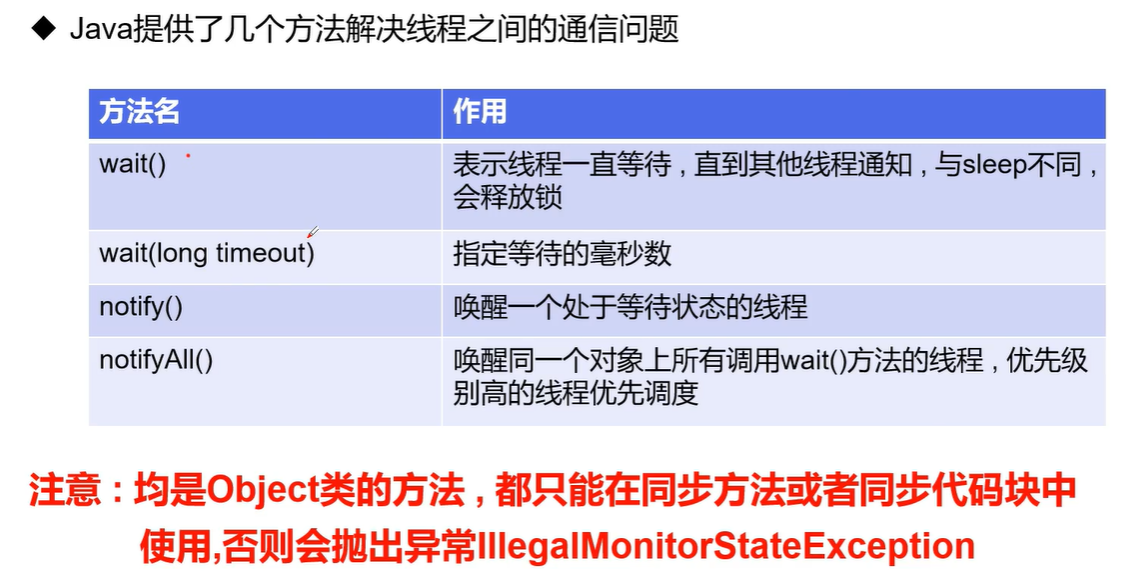 ◆ Java提供了几个方法解决线程之间的通信问题
方法名 作用
wait() 表示线程一直等待，直到其他线程通知，与sleep不同，
会释放锁
wait(long timeout) 指定等待的毫秒数
notify() 唤醒一个处于等待状态的线程
notifyAll() 唤醒同一个对象上所有调用wait()方法的线程，优先级
别高的线程优先调度
注意：均是Object类的方法，都只能在同步方法或者同步代码块中
使用,否则会抛出异常IllegalMonitorStateException